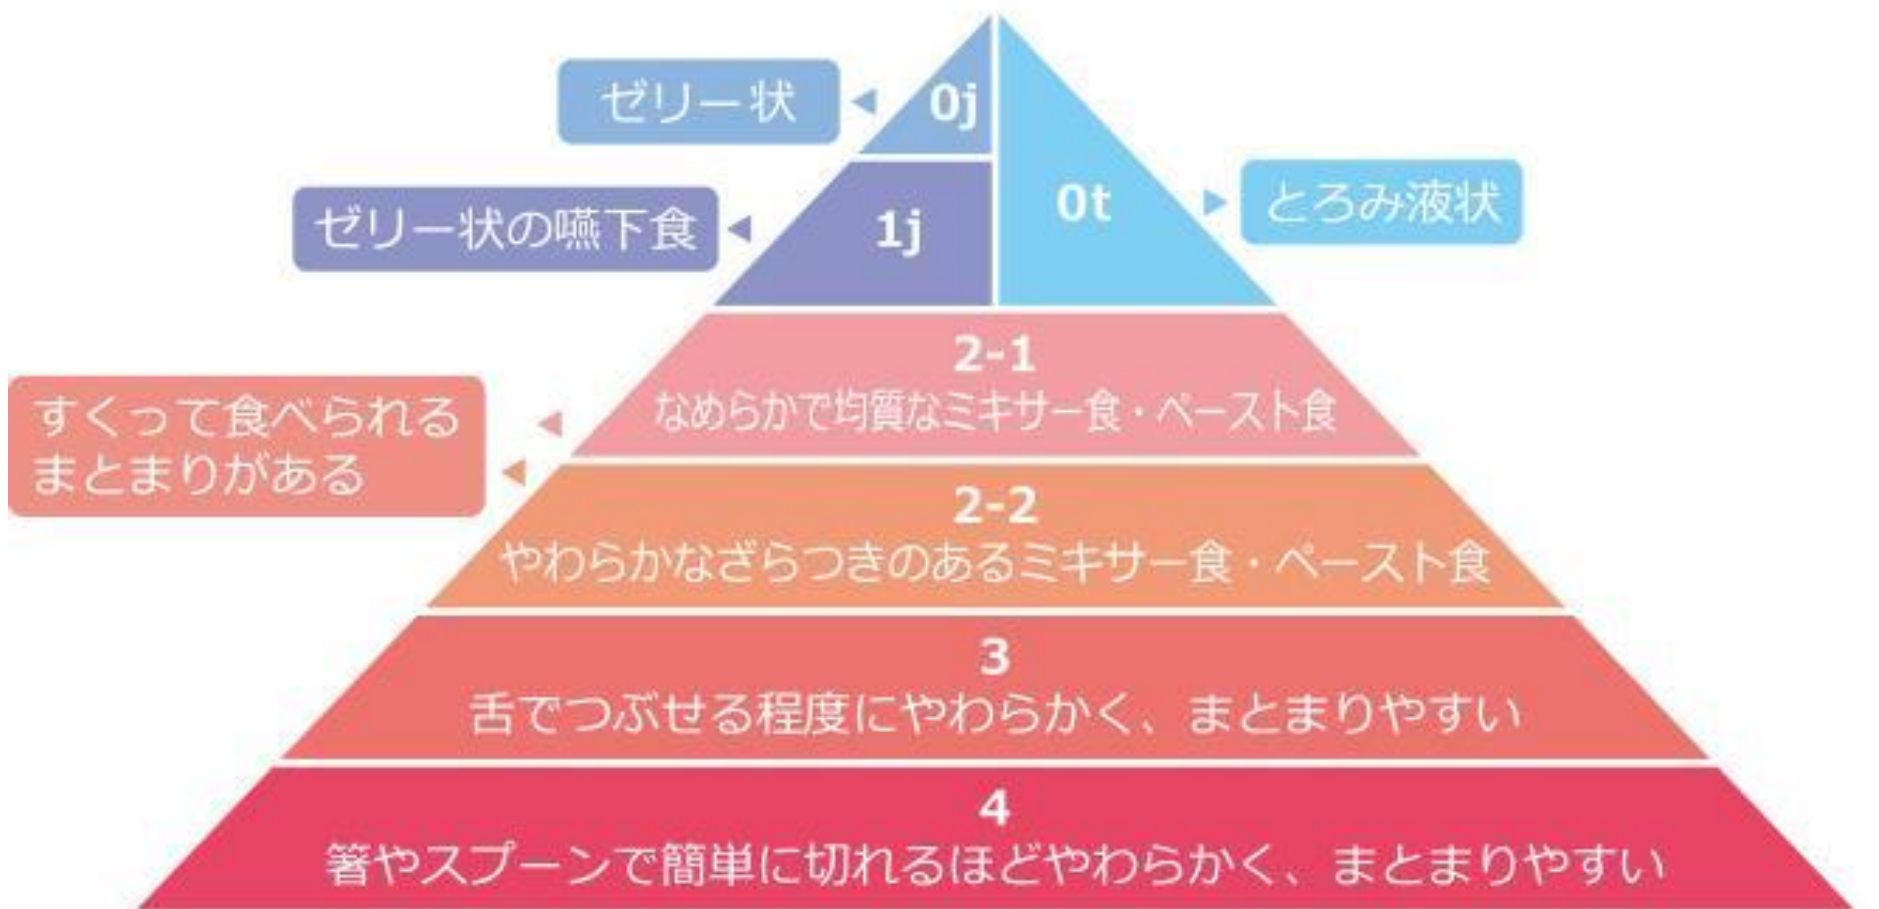 ゼリー状
0j
ゼリー状の嚥下食
1j
0t
とろみ液状
2-1
なめらかで均質なミキサー食・ペースト食
すくって食べられる
まとまりがある
2-2
やわらかなざらつきのあるミキサー食・ペースト食
3
舌でつぶせる程度にやわらかく、まとまりやすい
4
箸やスプーンで簡単に切れるほどやわらかく、まとまりやすい